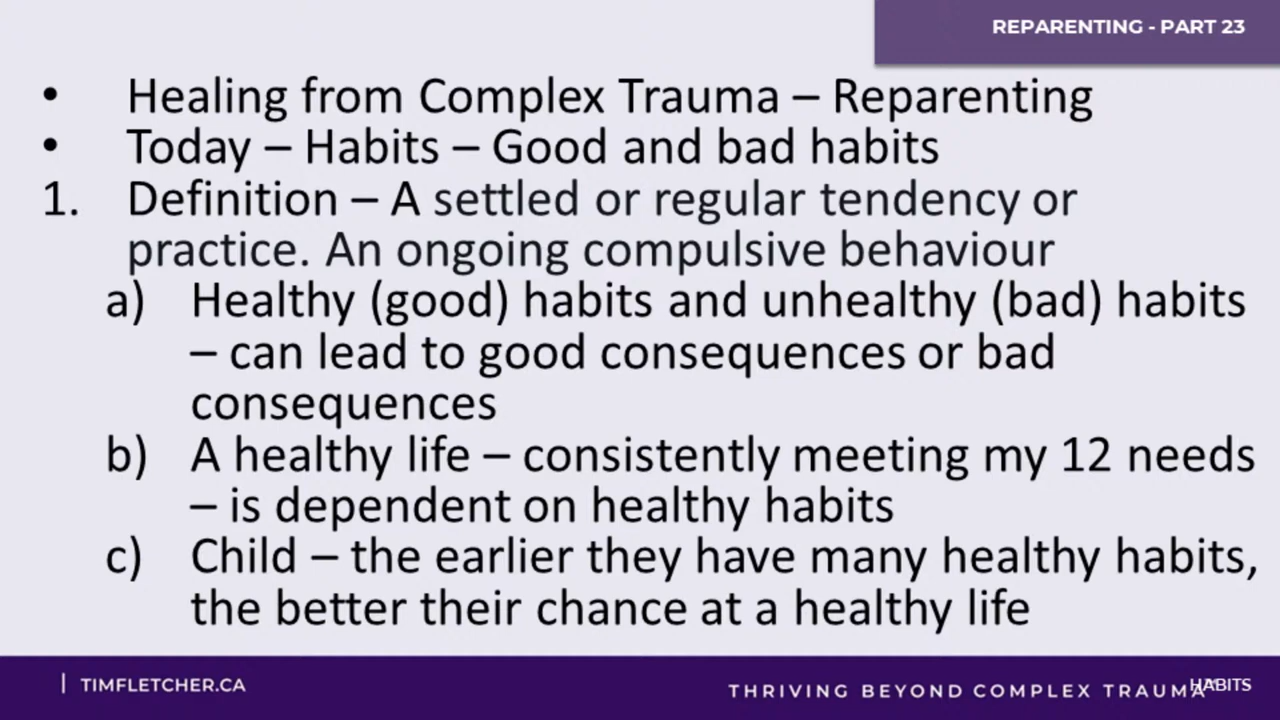 REPARENTING - PART 23
• Healing from Complex Trauma – Reparenting
• Today – Habits – Good and bad habits
1. Definition – A settled or regular tendency or
practice. An ongoing compulsive behaviour
a) Healthy (good) habits and unhealthy (bad) habits
– can lead to good consequences or bad
consequences
b) A healthy life – consistently meeting my 12 needs
– is dependent on healthy habits
c) Child – the earlier they have many healthy habits,
the better their chance at a healthy life
| TIMFLETCHER.CA
THRIVING BEYOND COMPLEX TRAUMA
HABITS